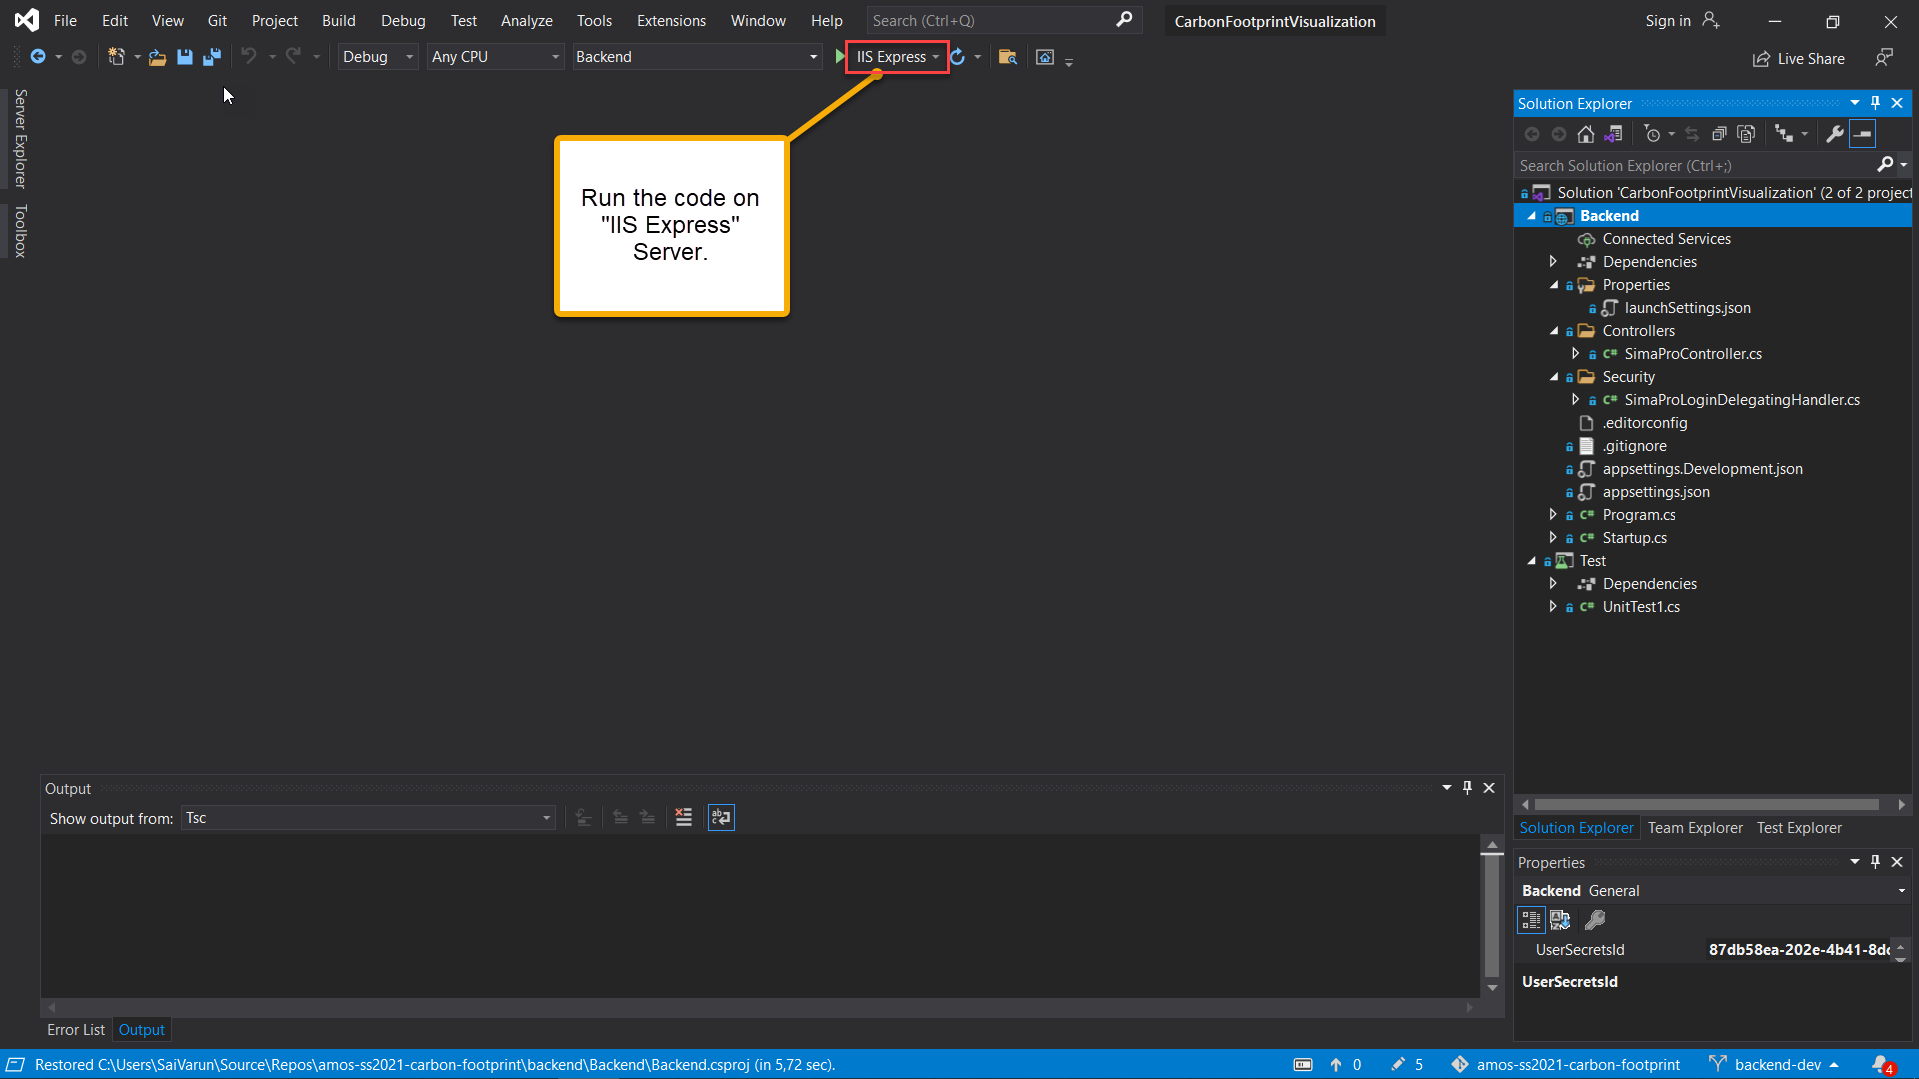 File Edit View Git Project Build Debug Test Analyze Tools Extensions Window Help Search (Ctrl+Q) CarbonFootprintVisualization Sign in
Debug Any CPU Backend IIS Express Live Share
Server Explorer
Toolbox
Run the code on
"IIS Express"
Server.
Solution Explorer
Search Solution Explorer (Ctrl+;)
Solution 'CarbonFootprintVisualization' (2 of 2 project
Backend
Connected Services
Dependencies
Properties
launchSettings.json
Controllers
C# SimaProController.cs
Security
C# SimaProLoginDelegatingHandler.cs
.editorconfig
.gitignore
appsettings.Development.json
appsettings.json
C# Program.cs
C# Startup.cs
Test
Dependencies
C# UnitTest1.cs
Solution Explorer Team Explorer Test Explorer
Properties
Backend General
UserSecretsId 87db58ea-202e-4b41-8d
UserSecretsId
Output
Show output from: Tsc
Error List Output
Restored C:\Users\SaiVarun\Source\Repos\amos-ss2021-carbon-footprint\backend\Backend\Backend.csproj (in 5,72 sec). 0 5 amos-ss2021-carbon-footprint backend-dev 4